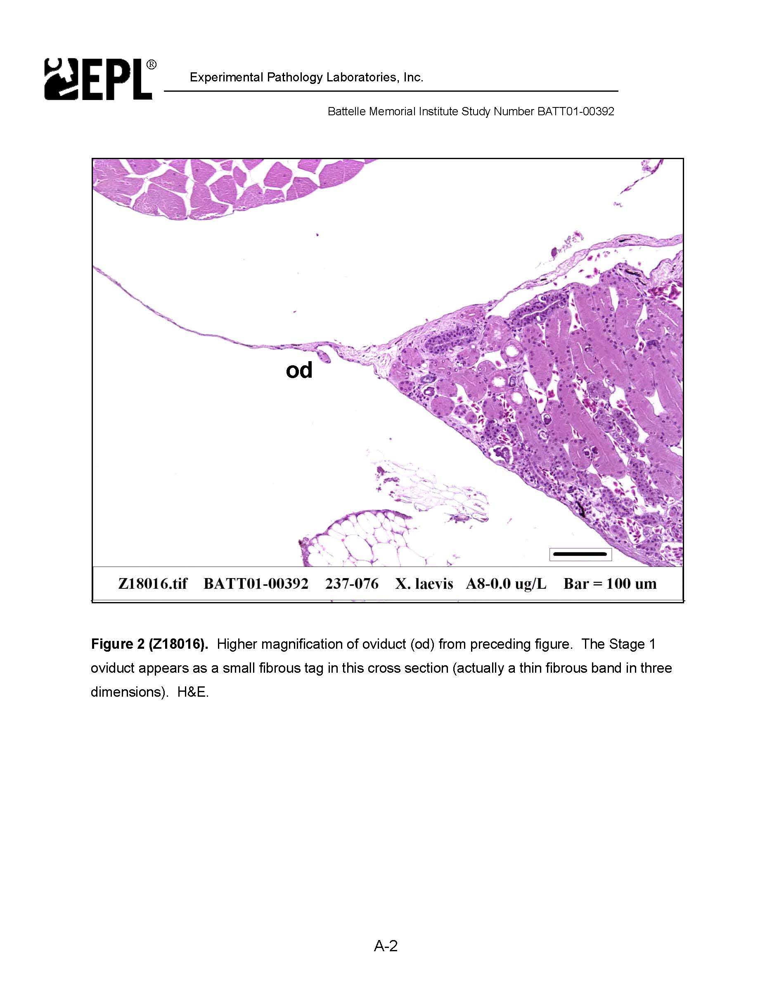 EPL®
Experimental Pathology Laboratories, Inc.
Battelle Memorial Institute Study Number BATT01-00392
od
Z18016.tif BATT01-00392 237-076 X. laevis A8-0.0 ug/L Bar = 100 um
Figure 2 (Z18016). Higher magnification of oviduct (od) from preceding figure. The Stage 1
oviduct appears as a small fibrous tag in this cross section (actually a thin fibrous band in three
dimensions). H&E.
A-2